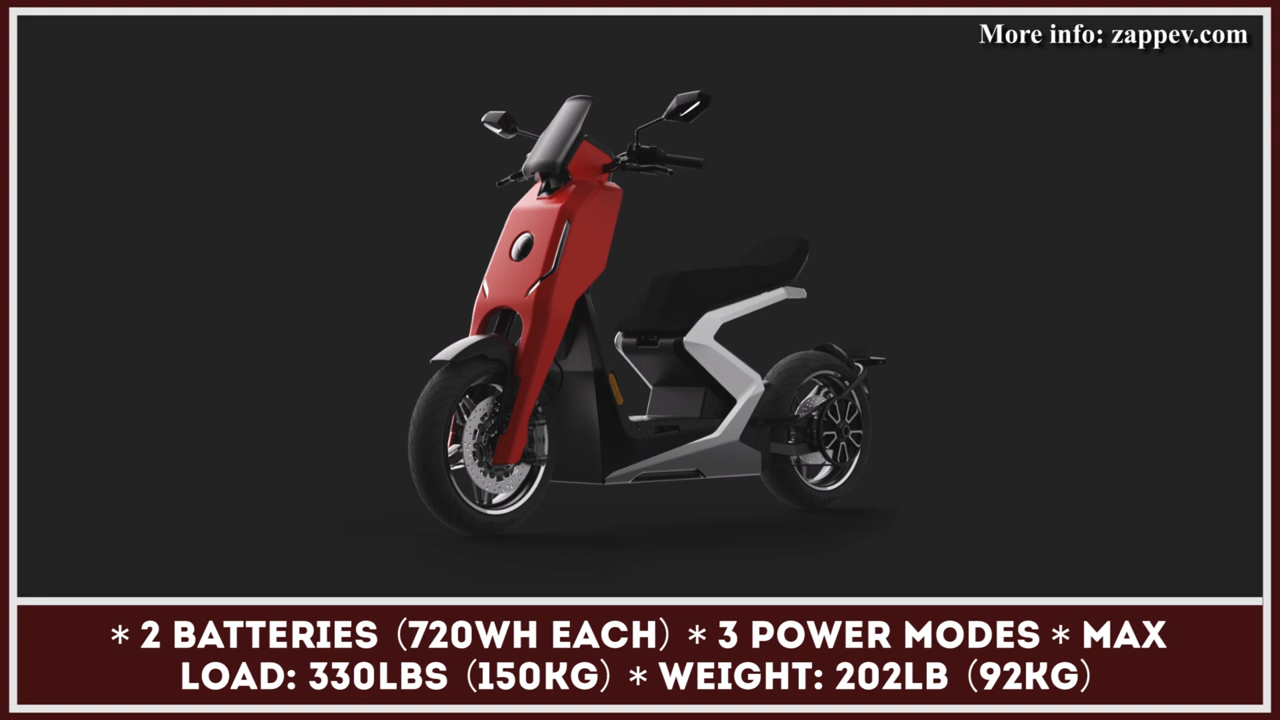 More info: zappev.com
* 2 BATTERIES (720WH EACH) * 3 POWER MODES * MAX
LOAD: 330LBS (150KG) * WEIGHT: 202LB (92KG)